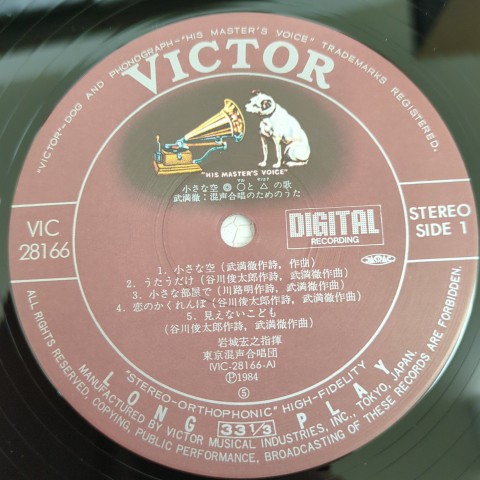 "VICTOR"-DOG AND PHONOGRAPH-"HIS MASTER'S VOICE" TRADEMARKS REGISTERED.
VICTOR
"HIS MASTER'S VOICE"
マル サンカク
小さな空 ◎ ○と△の歌
武満徹:混声合唱のためのうた
VIC
28166
DIGITAL
RECORDING
STEREO
SIDE 1
1. 小さな空 (武満徹作詩, 作曲)
2. うたうだけ (谷川俊太郎作詩, 武満徹作曲)
3. 小さな部屋で (川路明作詩, 武満徹作曲)
4. 恋のかくれんぼ (谷川俊太郎作詩, 武満徹作曲)
5. 見えないこども
(谷川俊太郎作詩, 武満徹作曲)
岩城宏之指揮
東京混声合唱団
(VIC-28166-A)
Ⓟ1984
⑤
"STEREO-ORTHOPHONIC" HIGH-FIDELITY
LONG 33 1/3 PLAY
MANUFACTURED BY VICTOR MUSICAL INDUSTRIES, INC., TOKYO, JAPAN.
ALL RIGHTS RESERVED, COPYING, PUBLIC PERFORMANCE, BROADCASTING OF THESE RECORDS ARE FORBIDDEN.